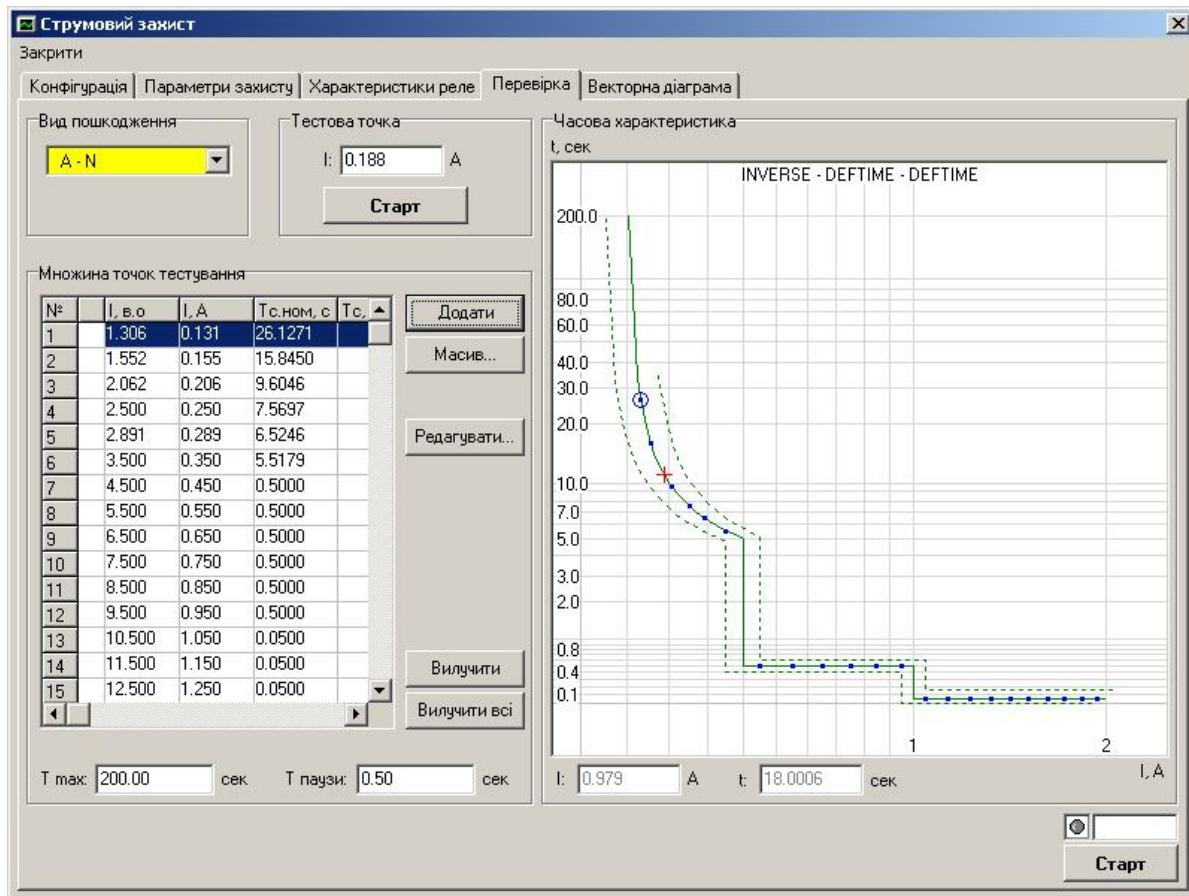 Струмовий захист
Закрити
Конфігурація Параметри захисту Характеристики реле Перевірка Векторна діаграма
Вид пошкодження
A - N
Тестова точка
I: 0.188 A
Старт
Множина точок тестування
№ I, в.о I, А Тс.ном, с Тс,
1 1.306 0.131 26.1271
2 1.552 0.155 15.8450
3 2.062 0.206 9.6046
4 2.500 0.250 7.5697
5 2.891 0.289 6.5246
6 3.500 0.350 5.5179
7 4.500 0.450 0.5000
8 5.500 0.550 0.5000
9 6.500 0.650 0.5000
10 7.500 0.750 0.5000
11 8.500 0.850 0.5000
12 9.500 0.950 0.5000
13 10.500 1.050 0.0500
14 11.500 1.150 0.0500
15 12.500 1.250 0.0500
Додати
Масив...
Редагувати...
Вилучити
Вилучити всі
T max: 200.00 сек T паузи: 0.50 сек
Часова характеристика
t, сек
INVERSE - DEFTIME - DEFTIME
200.0
80.0
60.0
40.0
30.0
20.0
10.0
7.0
5.0
3.0
2.0
0.8
0.4
0.1
1 2
I, A
I: 0.979 A t: 18.0006 сек
Старт